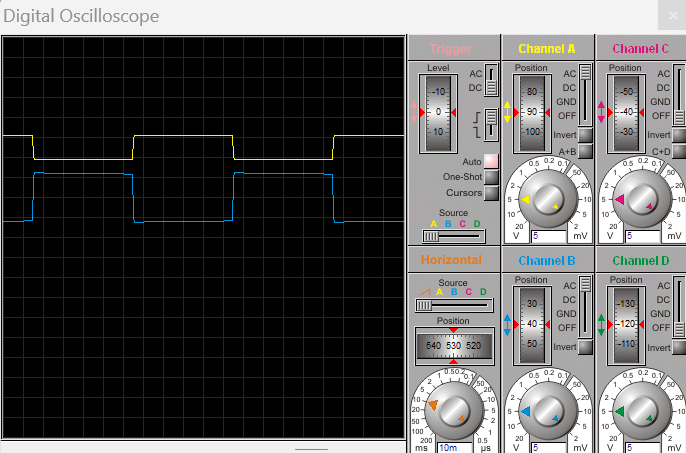 Digital Oscilloscope
Trigger
Level
-10
0
10
AC
DC
Auto
One-Shot
Cursors
Source
A B C D
Channel A
Position
80
90
100
AC
DC
GND
OFF
Invert
A+B
0.5 0.2 0.1
1 50
2 20
5 10
10 5
20 2
V 5 mV
Channel C
Position
-50
-40
-30
AC
DC
GND
OFF
Invert
C+D
0.5 0.2 0.1
1 50
2 20
5 10
10 5
20 2
V 5 mV
Horizontal
Source
A B C D
Position
540 530 520
0.5 0.2 0.1
1 50
2 20
5 10
10 5
20 2
50 1
100 0.5
200
ms 10m µs
Channel B
Position
30
40
50
AC
DC
GND
OFF
Invert
0.5 0.2 0.1
1 50
2 20
5 10
10 5
20 2
V 5 mV
Channel D
Position
-130
-120
-110
AC
DC
GND
OFF
Invert
0.5 0.2 0.1
1 50
2 20
5 10
10 5
20 2
V 5 mV